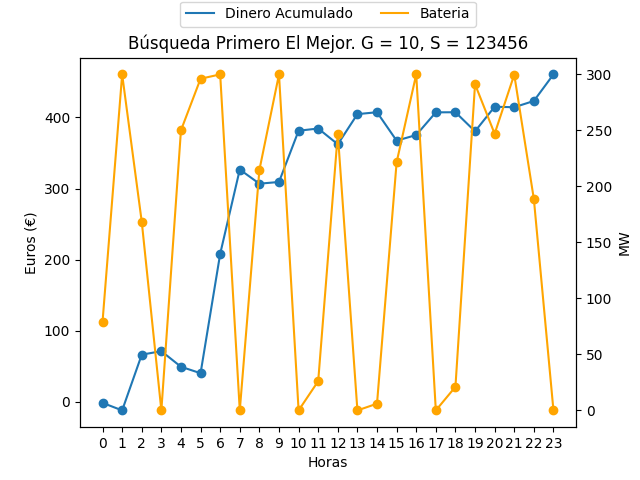 Dinero Acumulado Bateria
Búsqueda Primero El Mejor. G = 10, S = 123456
Euros (€)
400
300
200
100
0
300
250
200
150
100
50
0
MW
0 1 2 3 4 5 6 7 8 9 10 11 12 13 14 15 16 17 18 19 20 21 22 23
Horas